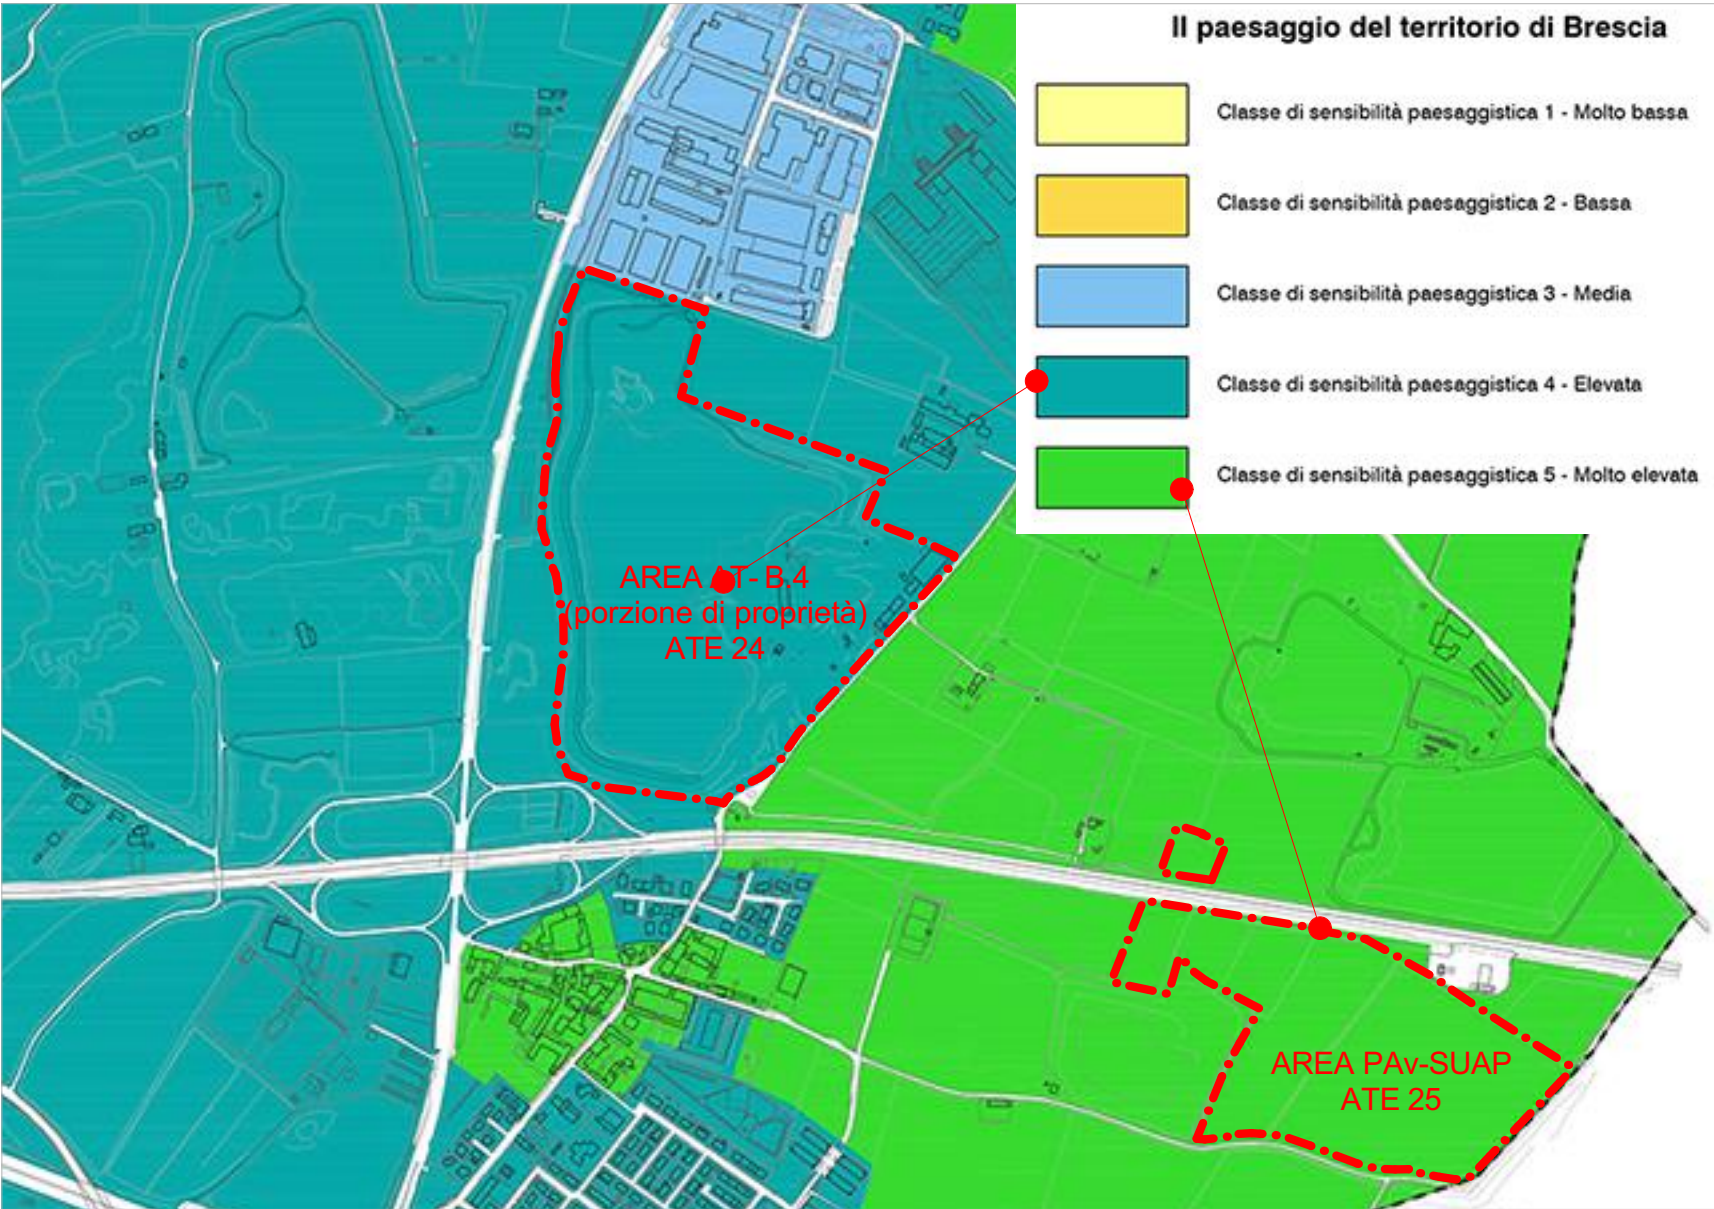 Il paesaggio del territorio di Brescia
Classe di sensibilità paesaggistica 1 - Molto bassa
Classe di sensibilità paesaggistica 2 - Bassa
Classe di sensibilità paesaggistica 3 - Media
Classe di sensibilità paesaggistica 4 - Elevata
Classe di sensibilità paesaggistica 5 - Molto elevata
AREA AT-B.4
(porzione di proprietà)
ATE 24
AREA PAv-SUAP
ATE 25